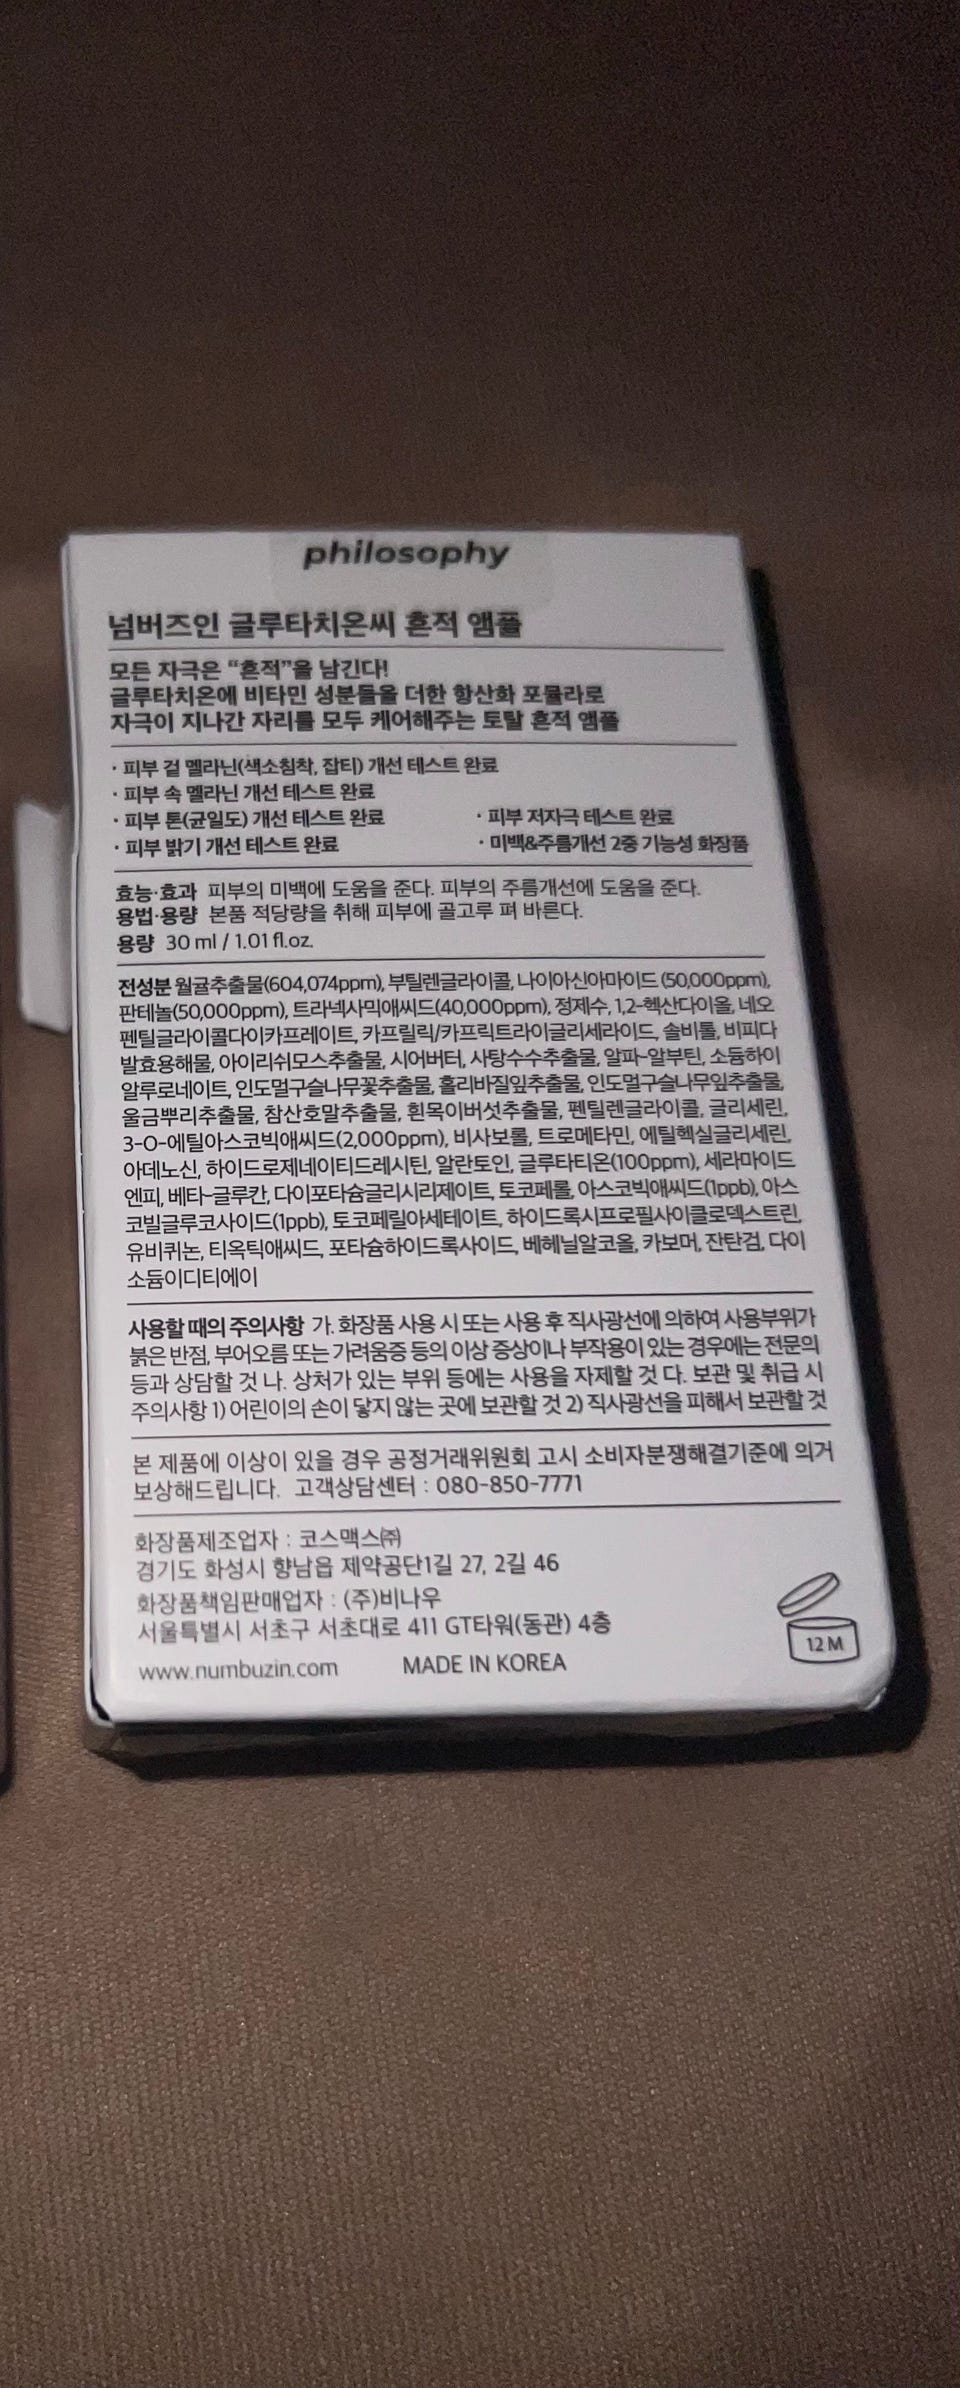 philosophy
넘버즈인 글루타치온씨 흔적 앰플
모든 자극은 “흔적”을 남긴다!
글루타치온에 비타민 성분들을 더한 항산화 포뮬라로
자극이 지나간 자리를 모두 케어해주는 토탈 흔적 앰플
· 피부 겉 멜라닌(색소침착, 잡티) 개선 테스트 완료
· 피부 속 멜라닌 개선 테스트 완료
· 피부 톤(균일도) 개선 테스트 완료 · 피부 저자극 테스트 완료
· 피부 밝기 개선 테스트 완료 · 미백&주름개선 2중 기능성 화장품
효능·효과 피부의 미백에 도움을 준다. 피부의 주름개선에 도움을 준다.
용법·용량 본품 적당량을 취해 피부에 골고루 펴 바른다.
용량 30 ml / 1.01 fl.oz.
전성분 월귤추출물(604,074ppm), 부틸렌글라이콜, 나이아신아마이드(50,000ppm),
판테놀(50,000ppm), 트라넥사믹애씨드(40,000ppm), 정제수, 1,2-헥산다이올, 네오
펜틸글라이콜다이카프레이트, 카프릴릭/카프릭트라이글리세라이드, 솔비톨, 비피다
발효용해물, 아이리쉬모스추출물, 시어버터, 사탕수수추출물, 알파-알부틴, 소듐하이
알루로네이트, 인도멀구슬나무꽃추출물, 홀리바질잎추출물, 인도멀구슬나무잎추출물,
울금뿌리추출물, 참산호말추출물, 흰목이버섯추출물, 펜틸렌글라이콜, 글리세린,
3-O-에틸아스코빅애씨드(2,000ppm), 비사보롤, 트로메타민, 에틸헥실글리세린,
아데노신, 하이드로제네이티드레시틴, 알란토인, 글루타티온(100ppm), 세라마이드
엔피, 베타-글루칸, 다이포타슘글리시리제이트, 토코페롤, 아스코빅애씨드(1ppb), 아스
코빌글루코사이드(1ppb), 토코페릴아세테이트, 하이드록시프로필사이클로덱스트린,
유비퀴논, 티옥틱애씨드, 포타슘하이드록사이드, 베헤닐알코올, 카보머, 잔탄검, 다이
소듐이디티에이
사용할 때의 주의사항 가. 화장품 사용 시 또는 사용 후 직사광선에 의하여 사용부위가
붉은 반점, 부어오름 또는 가려움증 등의 이상 증상이나 부작용이 있는 경우에는 전문의
등과 상담할 것 나. 상처가 있는 부위 등에는 사용을 자제할 것 다. 보관 및 취급 시
주의사항 1) 어린이의 손이 닿지 않는 곳에 보관할 것 2) 직사광선을 피해서 보관할 것
본 제품에 이상이 있을 경우 공정거래위원회 고시 소비자분쟁해결기준에 의거
보상해드립니다. 고객상담센터 : 080-850-7771
화장품제조업자 : 코스맥스㈜
경기도 화성시 향남읍 제약공단1길 27, 2길 46
화장품책임판매업자 : (주)비나우
서울특별시 서초구 서초대로 411 GT타워(동관) 4층
www.numbuzin.com MADE IN KOREA
12 M